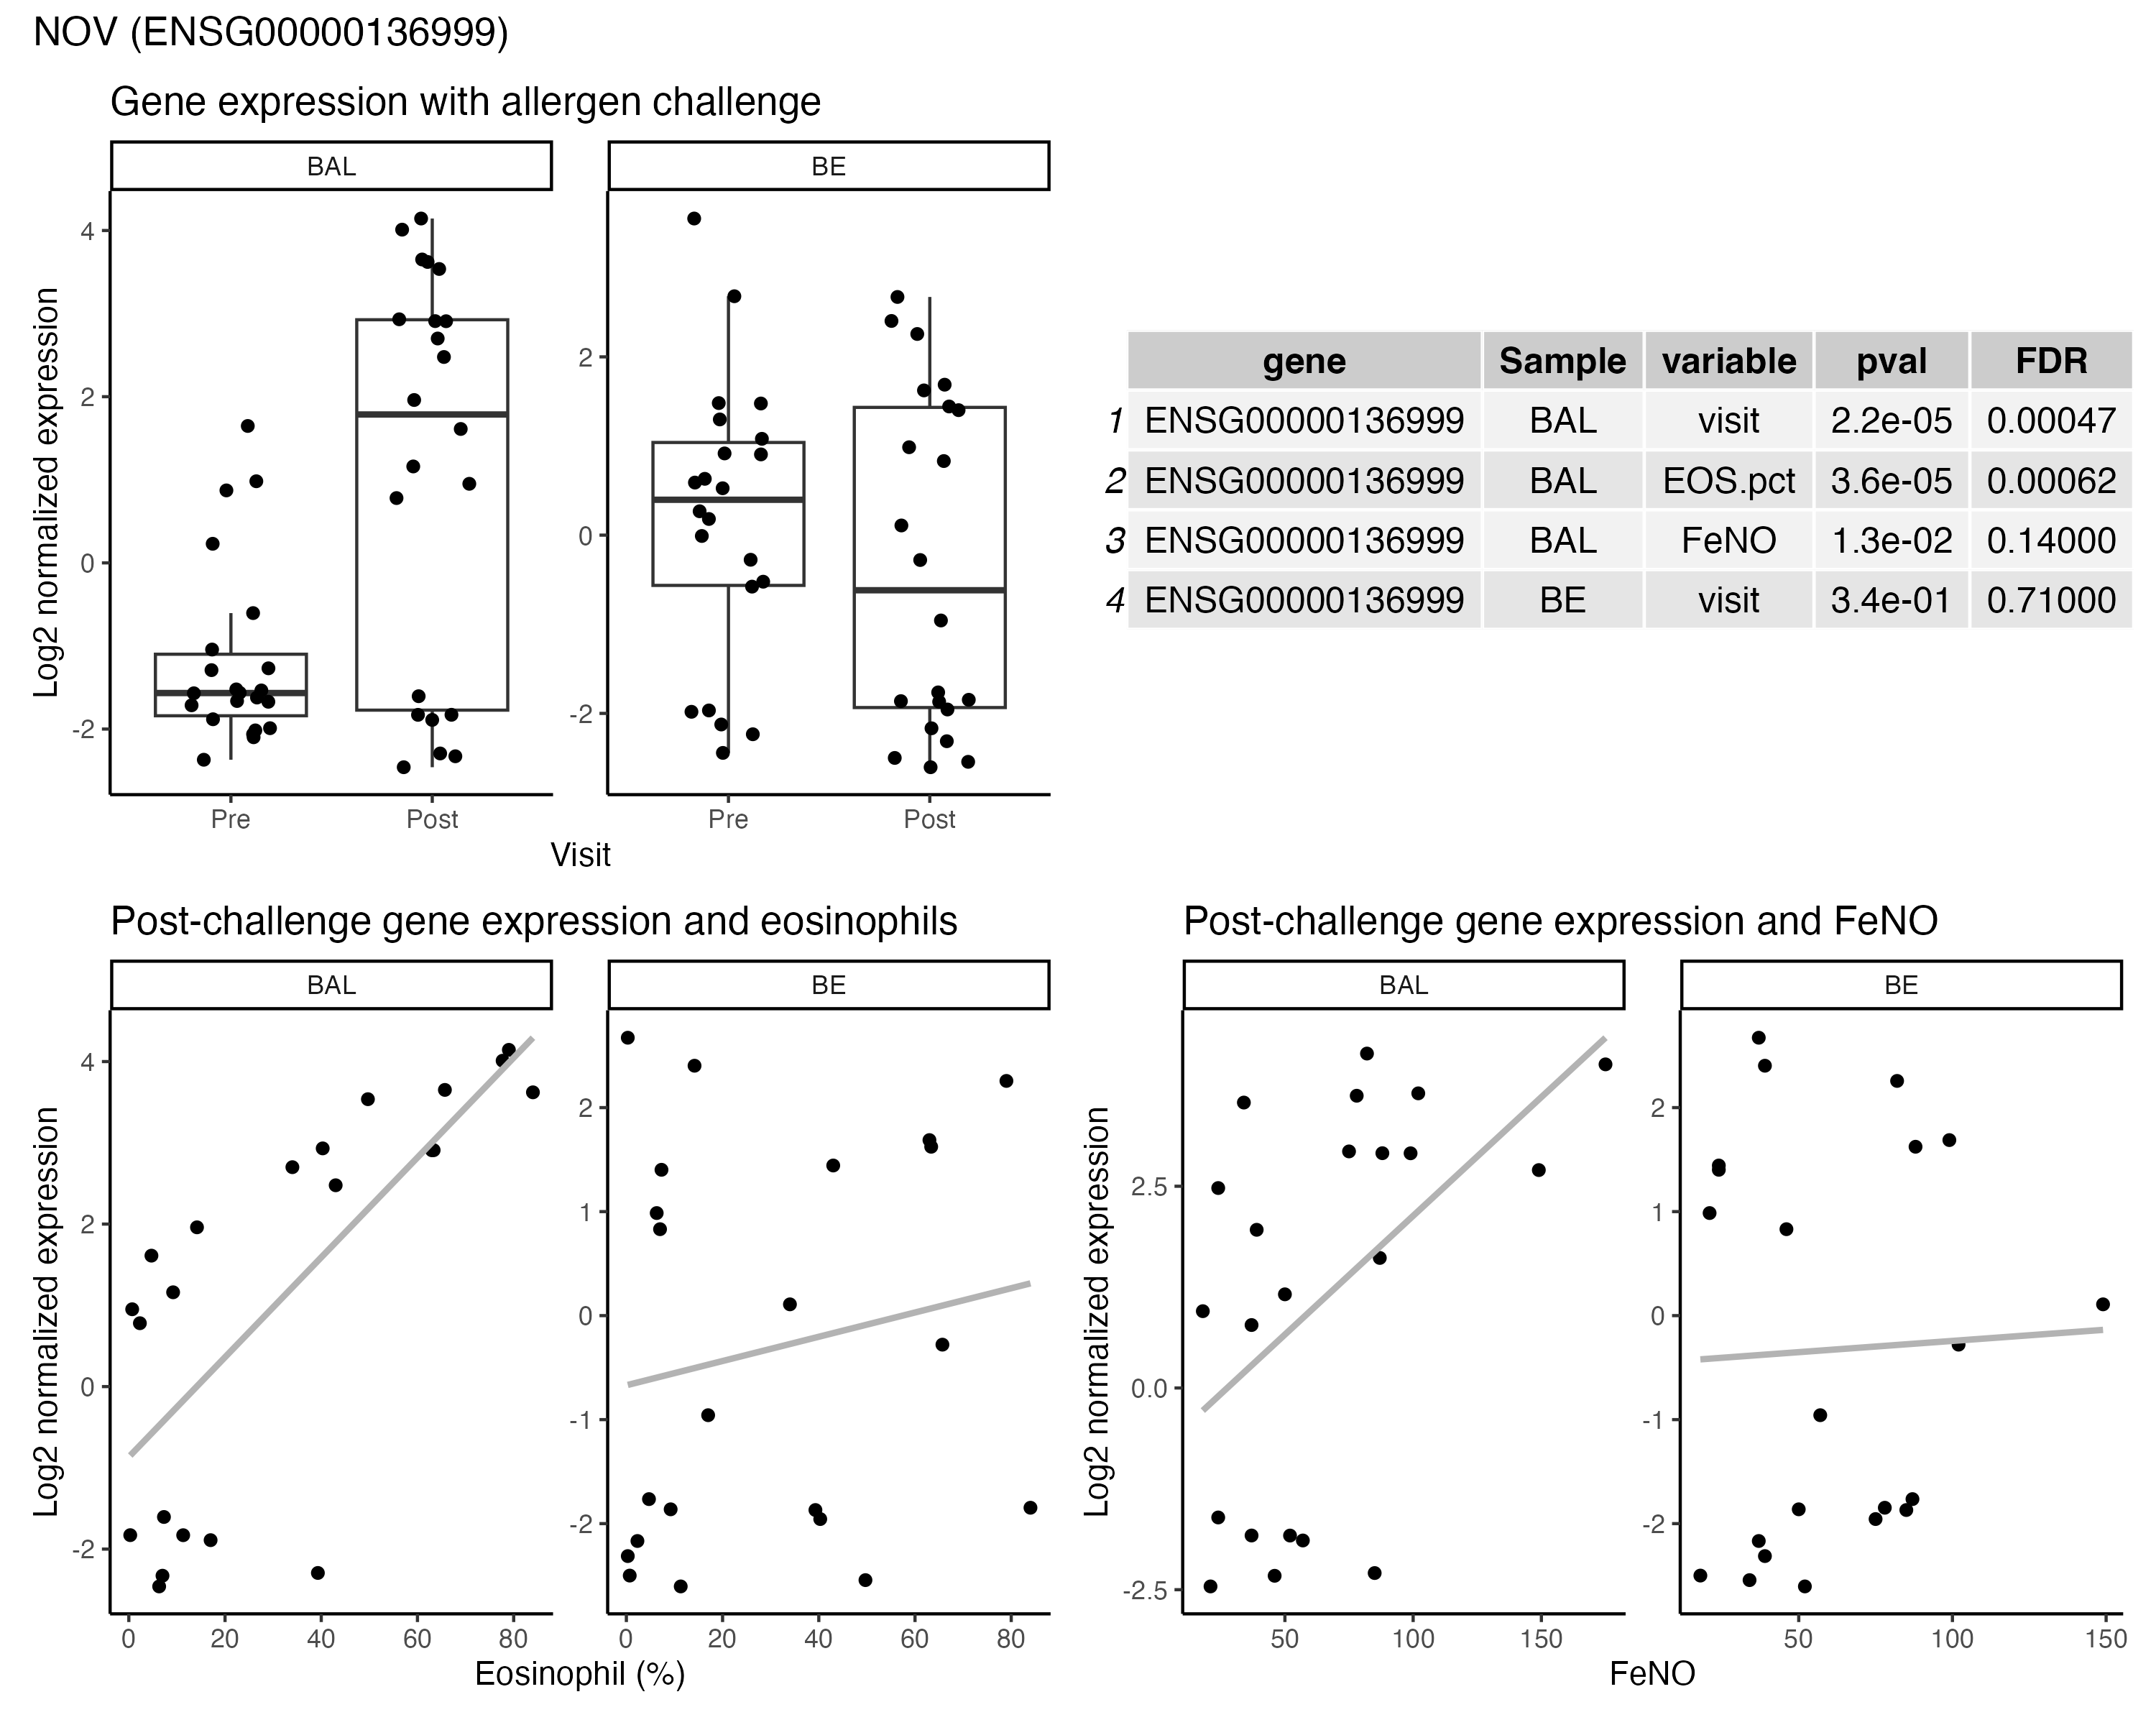 NOV (ENSG00000136999)
Gene expression with allergen challenge
BAL
BE
Log2 normalized expression
4
2
0
-2
2
0
-2
Pre
Post
Pre
Post
Visit
gene Sample variable pval FDR
1 ENSG00000136999 BAL visit 2.2e-05 0.00047
2 ENSG00000136999 BAL EOS.pct 3.6e-05 0.00062
3 ENSG00000136999 BAL FeNO 1.3e-02 0.14000
4 ENSG00000136999 BE visit 3.4e-01 0.71000
Post-challenge gene expression and eosinophils
BAL
BE
Log2 normalized expression
4
2
0
-2
2
1
0
-1
-2
0 20 40 60 80
0 20 40 60 80
Eosinophil (%)
Post-challenge gene expression and FeNO
BAL
BE
Log2 normalized expression
2.5
0.0
-2.5
2
1
0
-1
-2
50 100 150
50 100 150
FeNO